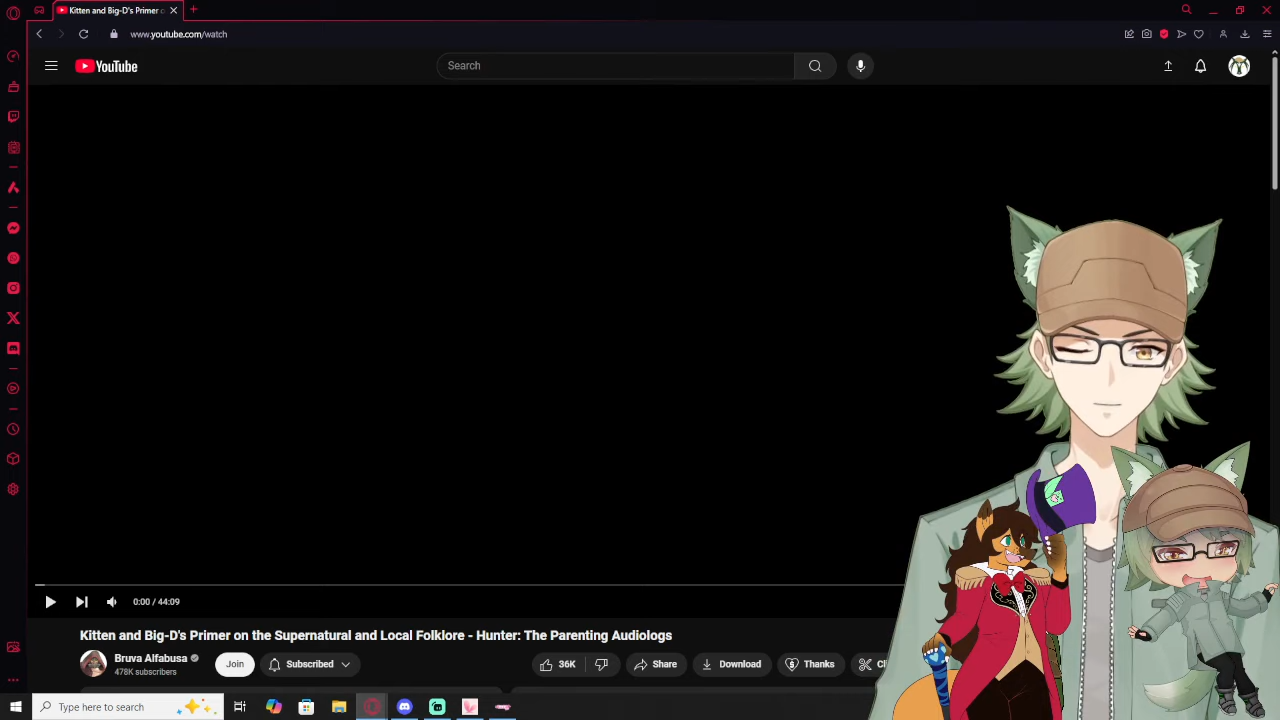 Kitten and Big-D's Primer o
www.youtube.com/watch
YouTube
Search
0:00 / 44:09
Kitten and Big-D's Primer on the Supernatural and Local Folklore - Hunter: The Parenting Audiologs
Bruva Alfabusa
478K subscribers
Join
Subscribed
36K
Share
Download
Thanks
Cli
Type here to search